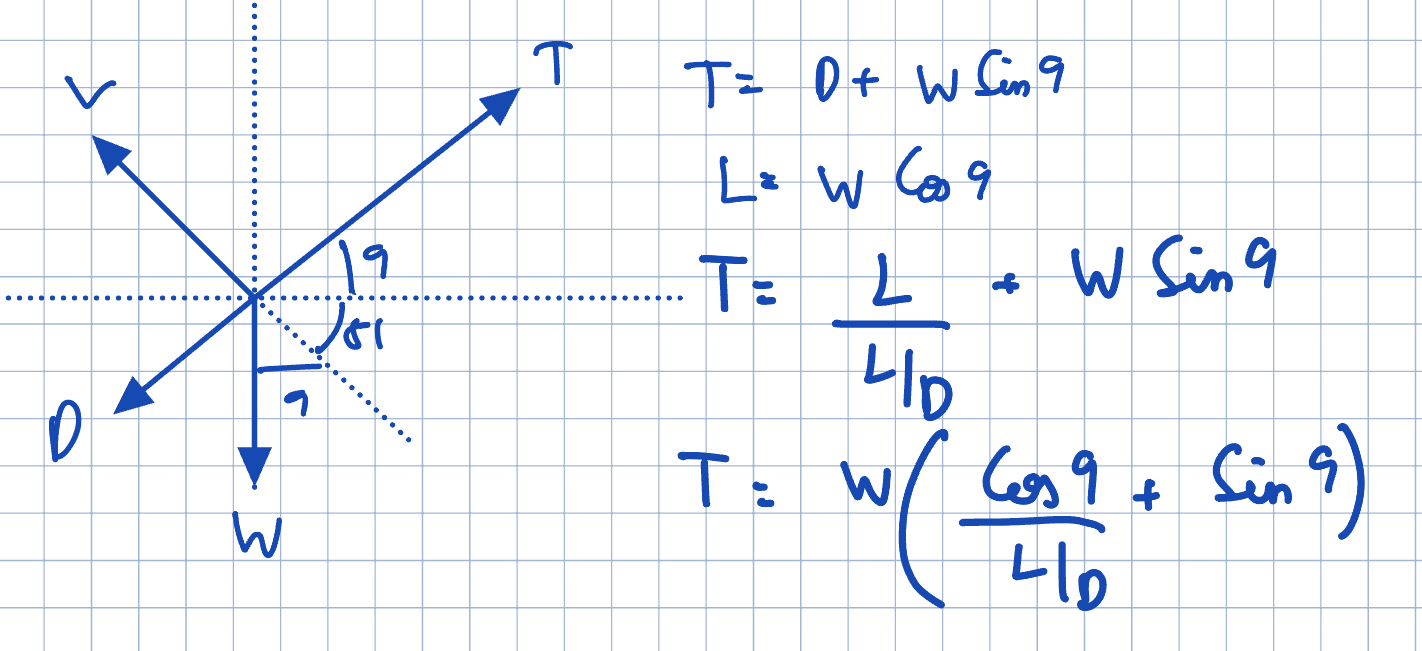 V
T
9
81
9
D
W
T = D + W Sin 9
L = W Cos 9
T = L
L/D
+ W Sin 9
T = W ( Cos 9 + Sin 9 )
L/D